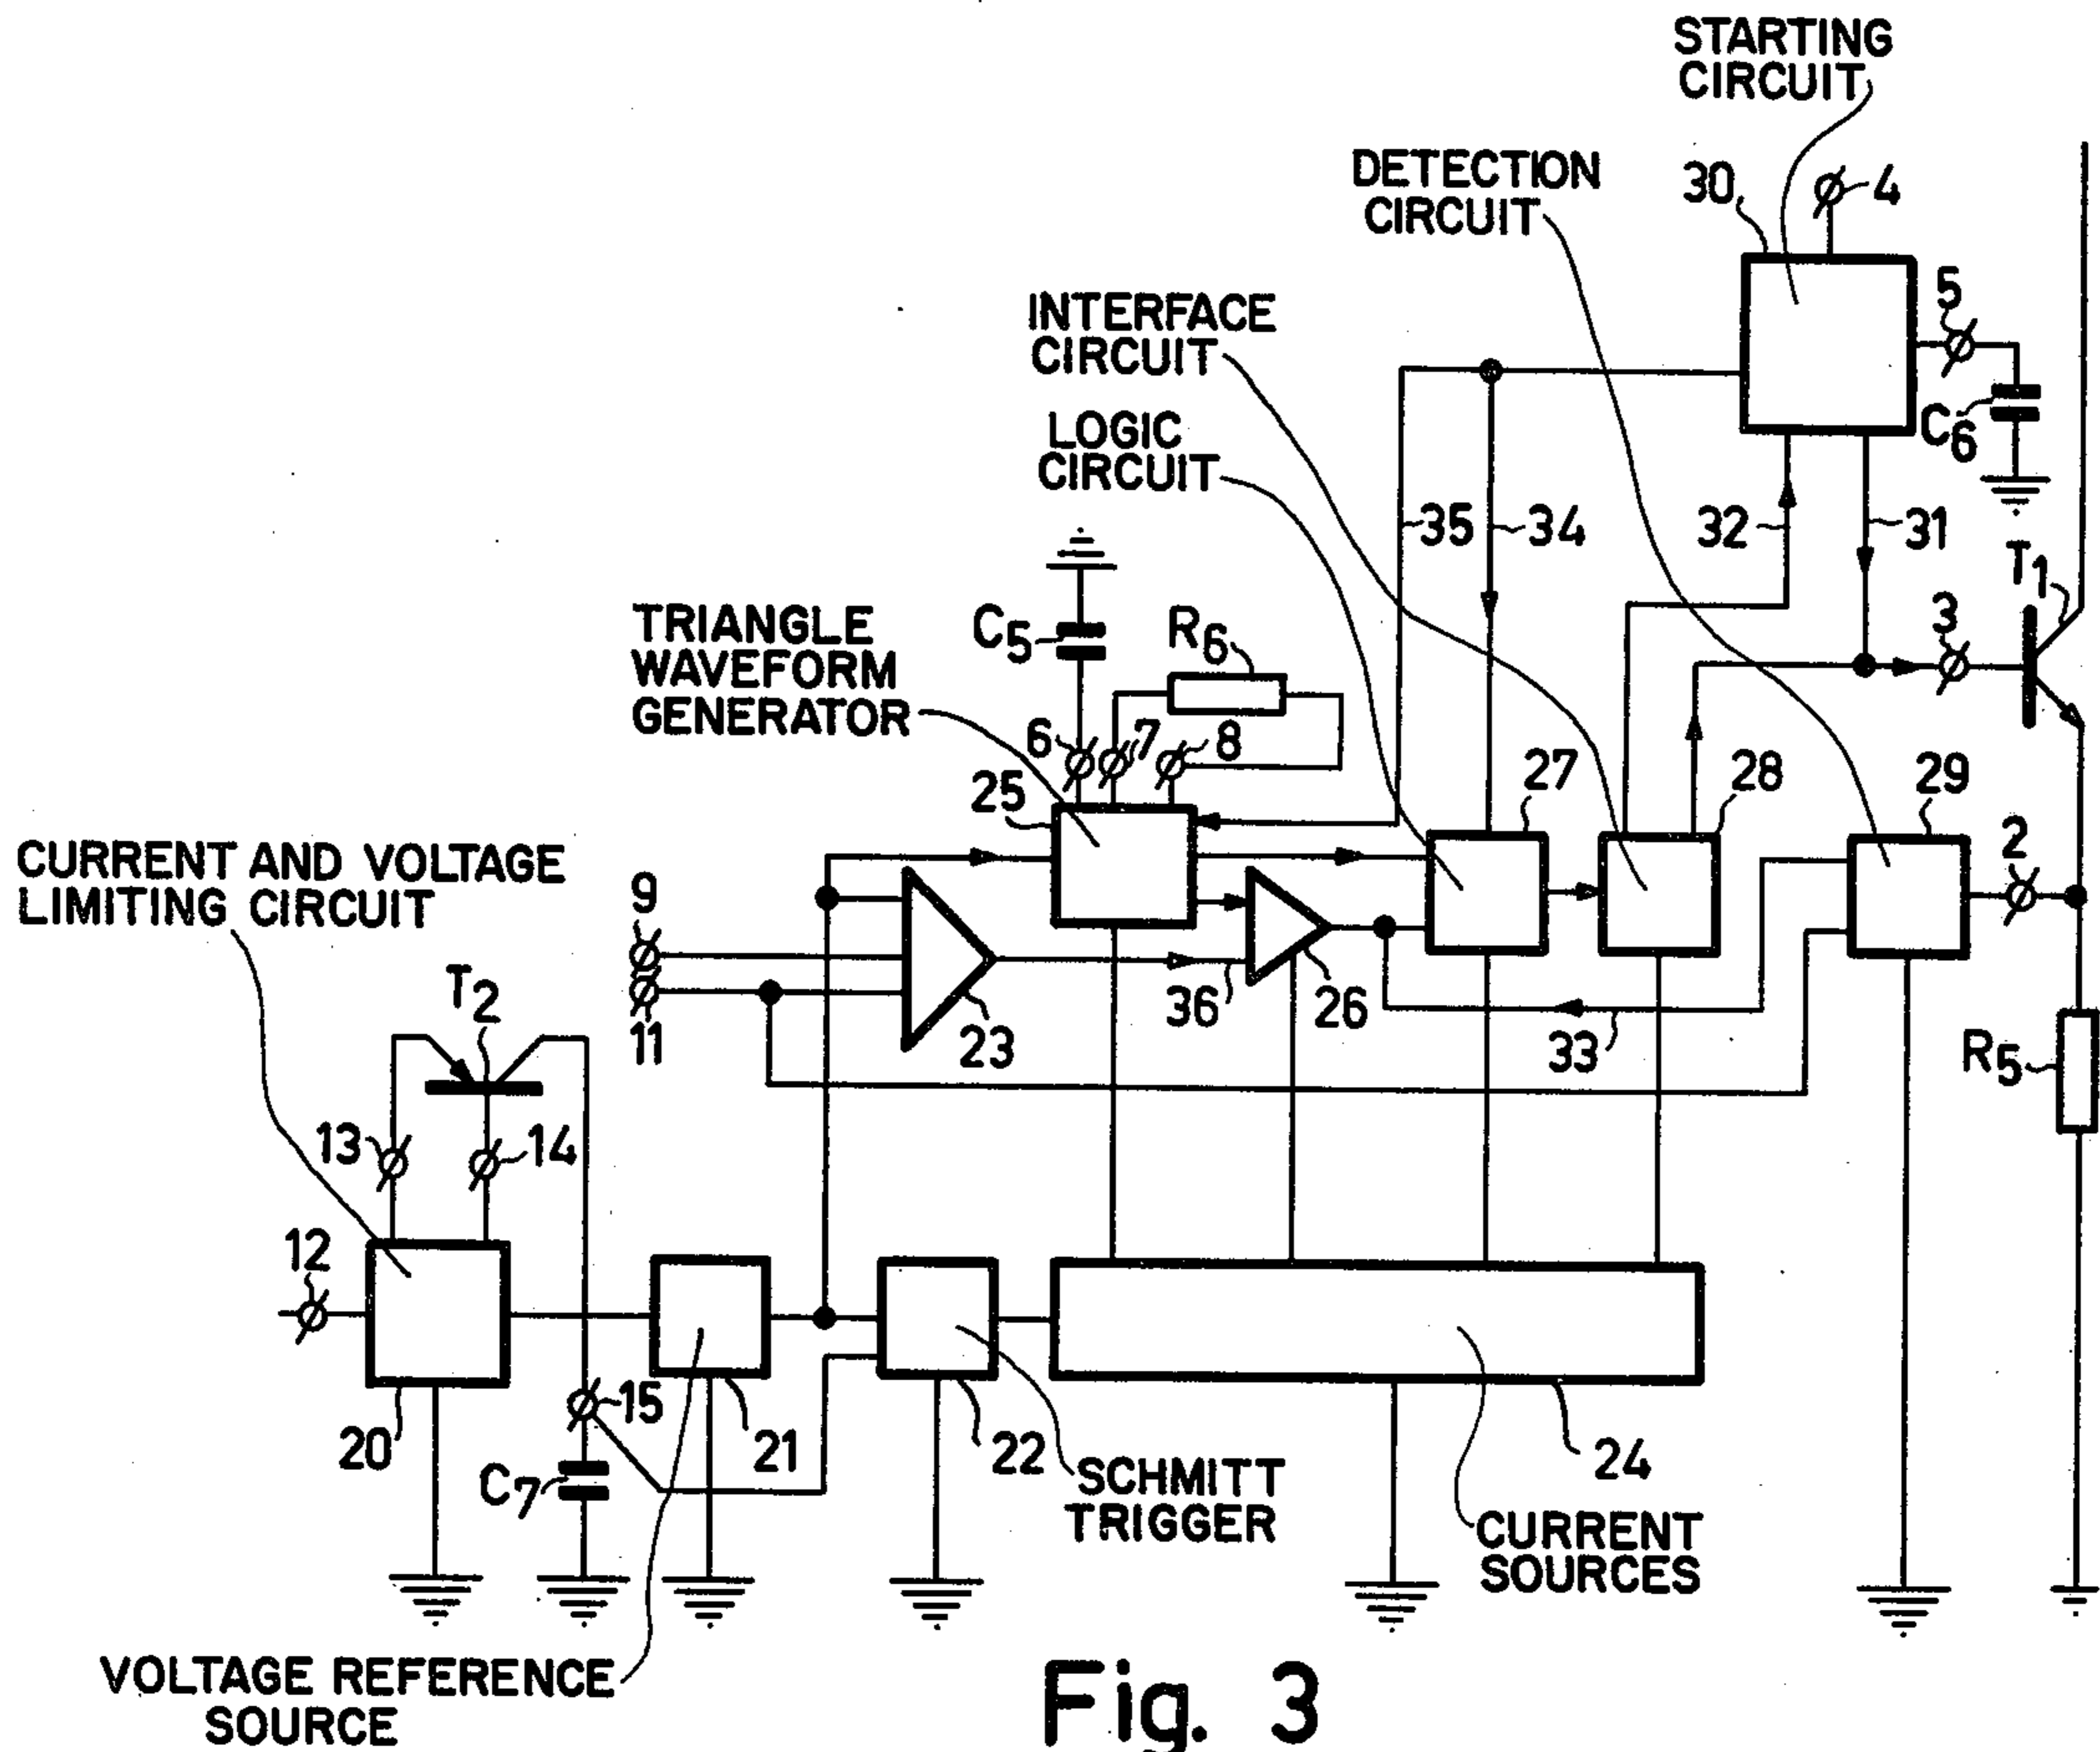 STARTING
CIRCUIT
DETECTION
CIRCUIT
30
4
5
INTERFACE
CIRCUIT
C6
LOGIC
CIRCUIT
35
34
32
31
T1
C5
R6
3
TRIANGLE
WAVEFORM
GENERATOR
6
7
8
25
27
28
29
2
CURRENT AND VOLTAGE
LIMITING CIRCUIT
9
T2
11
23
36
26
33
R5
13
14
12
15
20
21
22
24
C7
SCHMITT
TRIGGER
CURRENT
SOURCES
VOLTAGE REFERENCE
SOURCE
Fig. 3